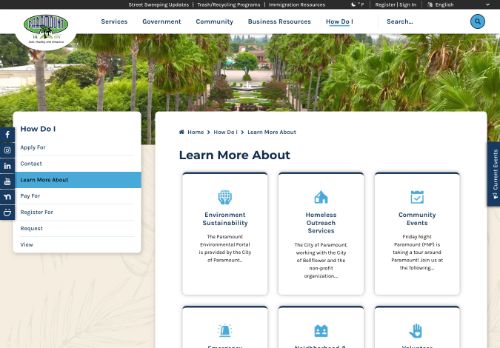 Street Sweeping Updates | Trash/Recycling Programs | Immigration Resources
°F | Register | Sign In | English
PARAMOUNT
Services Government Community Business Resources How Do I Search...
How Do I
Apply For
Contact
Learn More About
Pay For
Register For
Request
View
Home > How Do I > Learn More About
Learn More About
Environment
Sustainability
The Paramount
Environmental Portal
is provided by the City
of Paramount...
Homeless
Outreach
Services
The City of Paramount,
working with the City
of Bellflower and the
non-profit
organization....
Community
Events
Friday Night
Paramount (FNP) is
taking a tour around
Paramount! Join us at
the following...
Current Events
Emergency
Neighborhood &
Volunteer